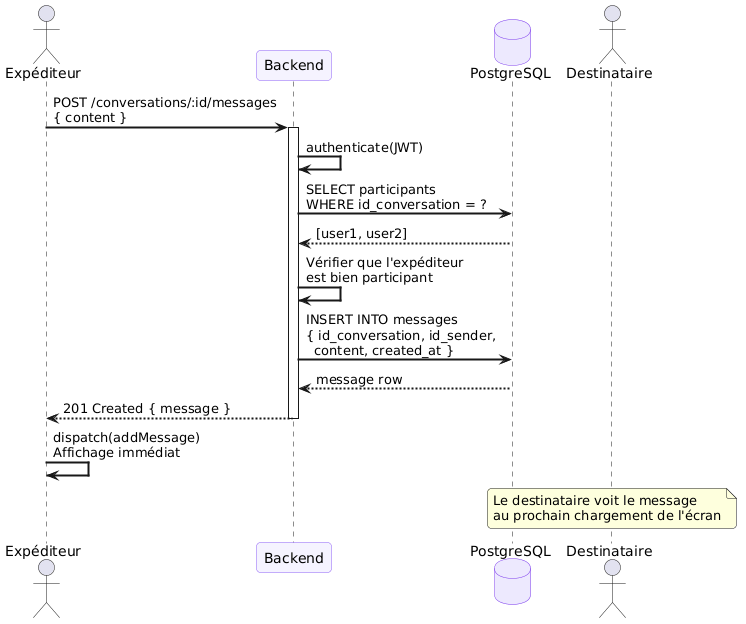 Expéditeur
Backend
PostgreSQL
Destinataire
POST /conversations/:id/messages
{ content }
authenticate(JWT)
SELECT participants
WHERE id_conversation = ?
[user1, user2]
Vérifier que l'expéditeur
est bien participant
INSERT INTO messages
{ id_conversation, id_sender,
content, created_at }
message row
201 Created { message }
dispatch(addMessage)
Affichage immédiat
Le destinataire voit le message
au prochain chargement de l'écran
Expéditeur
Backend
PostgreSQL
Destinataire